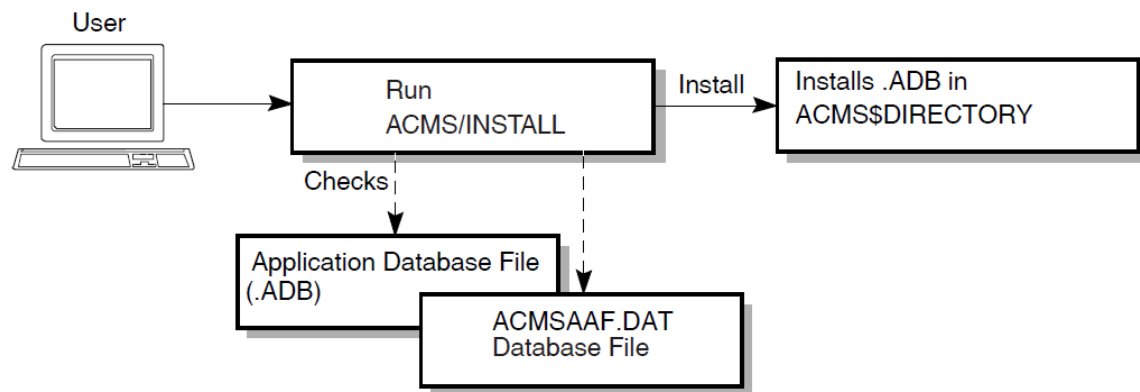 User
Run
ACMS/INSTALL
Install
Installs .ADB in
ACMS$DIRECTORY
Checks
Application Database File
(.ADB)
ACMSAAF.DAT
Database File